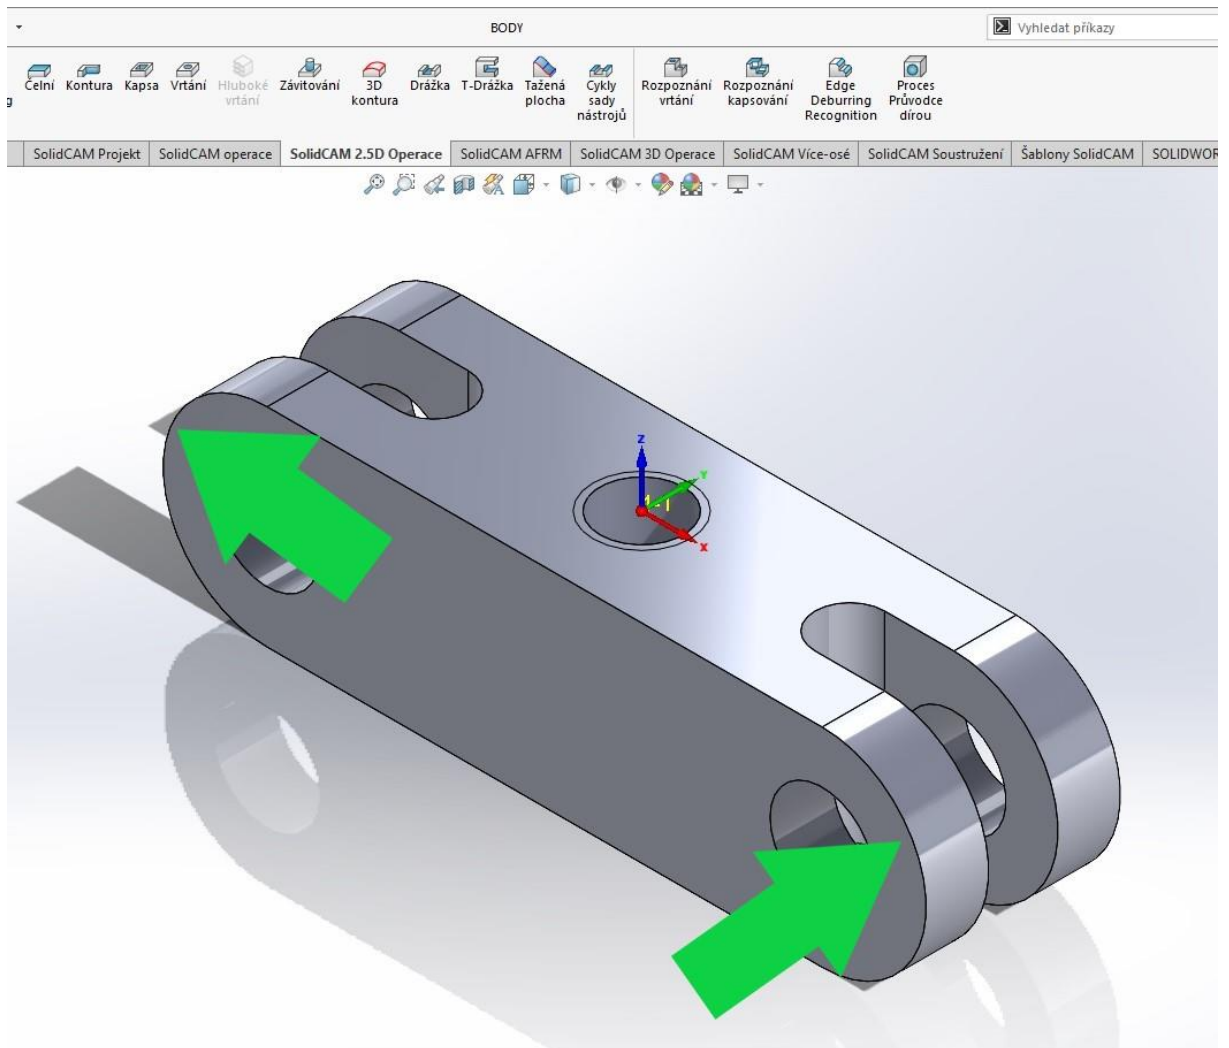 BODY
Vyhledat příkazy
Čelní
Kontura
Kapsa
Vrtání
Hluboké
vrtání
Závitování
3D
kontura
Drážka
T-Drážka
Tažená
plocha
Cykly
sady
nástrojů
Rozpoznání
vrtání
Rozpoznání
kapsování
Edge
Deburring
Recognition
Proces
Průvodce
dírou
g
SolidCAM Projekt
SolidCAM operace
SolidCAM 2.5D Operace
SolidCAM AFRM
SolidCAM 3D Operace
SolidCAM Více-osé
SolidCAM Soustružení
Šablony SolidCAM
SOLIDWOR
Z
Y
X